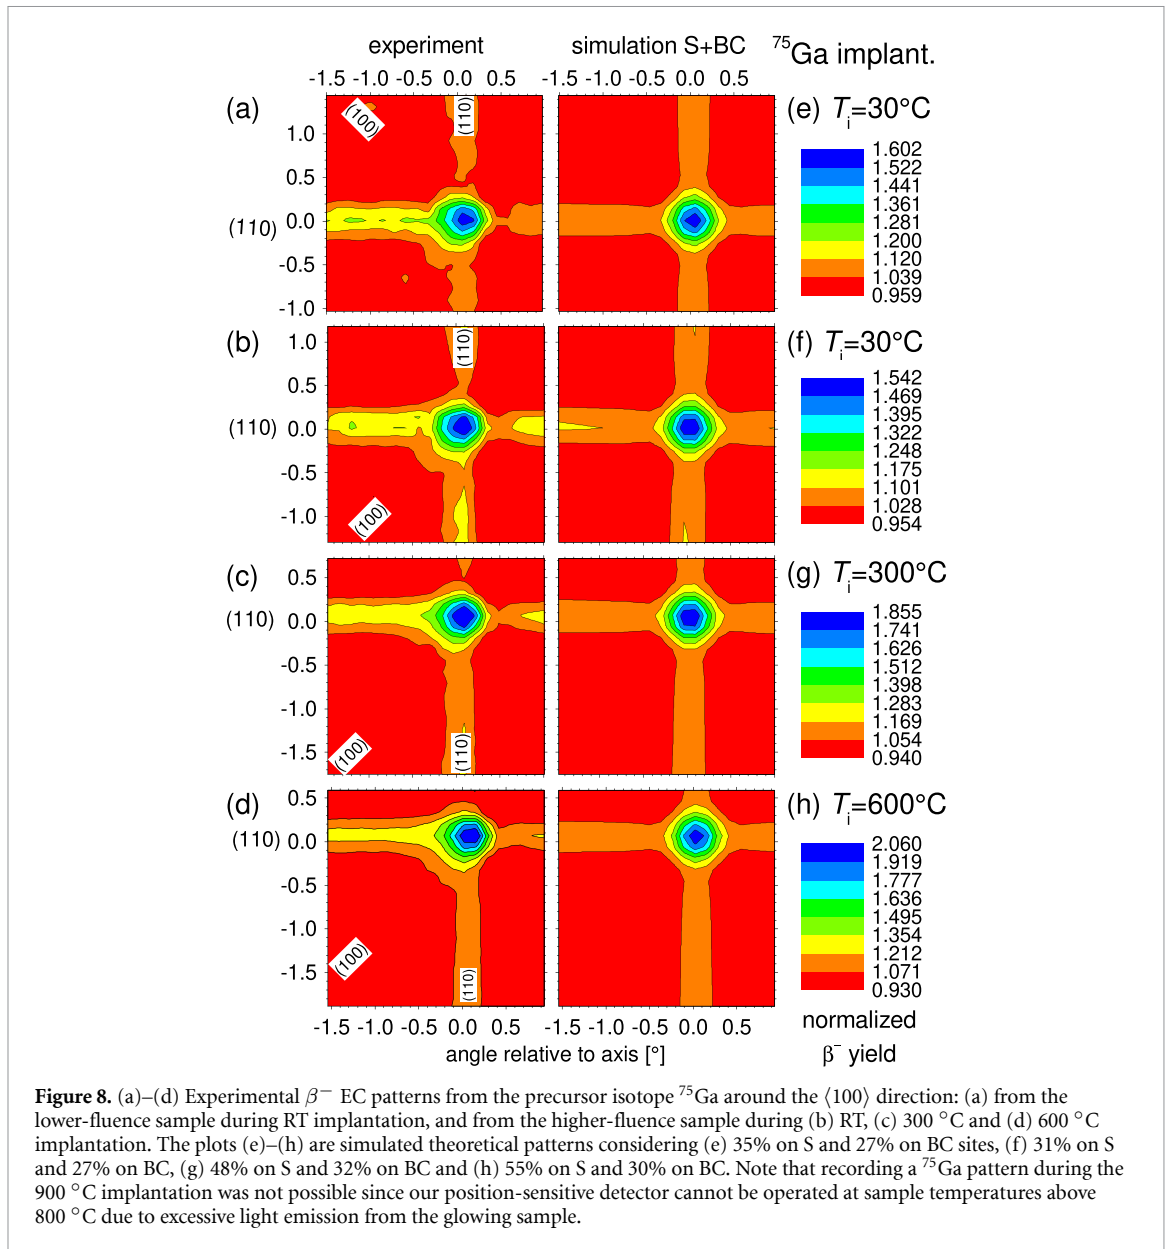 experiment
simulation S+BC
⁷⁵Ga implant.
-1.5 -1.0 -0.5 0.0 0.5
-1.5 -1.0 -0.5 0.0 0.5
(a)
(100)
(110)
1.0
0.5
0.0
-0.5
-1.0
(110)
(e) Tᵢ=30°C
1.602
1.522
1.441
1.361
1.281
1.200
1.120
1.039
0.959
(b)
(110)
1.0
0.5
0.0
-0.5
-1.0
(110)
(100)
(f) Tᵢ=30°C
1.542
1.469
1.395
1.322
1.248
1.175
1.101
1.028
0.954
(c)
0.5
0.0
-0.5
-1.0
-1.5
(110)
(100)
(110)
(g) Tᵢ=300°C
1.855
1.741
1.626
1.512
1.398
1.283
1.169
1.054
0.940
(d)
0.5
0.0
-0.5
-1.0
-1.5
(110)
(100)
(110)
(h) Tᵢ=600°C
2.060
1.919
1.777
1.636
1.495
1.354
1.212
1.071
0.930
-1.5 -1.0 -0.5 0.0 0.5
-1.5 -1.0 -0.5 0.0 0.5
angle relative to axis [°]
normalized
β⁻ yield
Figure 8. (a)–(d) Experimental β⁻ EC patterns from the precursor isotope ⁷⁵Ga around the ⟨100⟩ direction: (a) from the
lower-fluence sample during RT implantation, and from the higher-fluence sample during (b) RT, (c) 300 °C and (d) 600 °C
implantation. The plots (e)–(h) are simulated theoretical patterns considering (e) 35% on S and 27% on BC sites, (f) 31% on S
and 27% on BC, (g) 48% on S and 32% on BC and (h) 55% on S and 30% on BC. Note that recording a ⁷⁵Ga pattern during the
900 °C implantation was not possible since our position-sensitive detector cannot be operated at sample temperatures above
800 °C due to excessive light emission from the glowing sample.